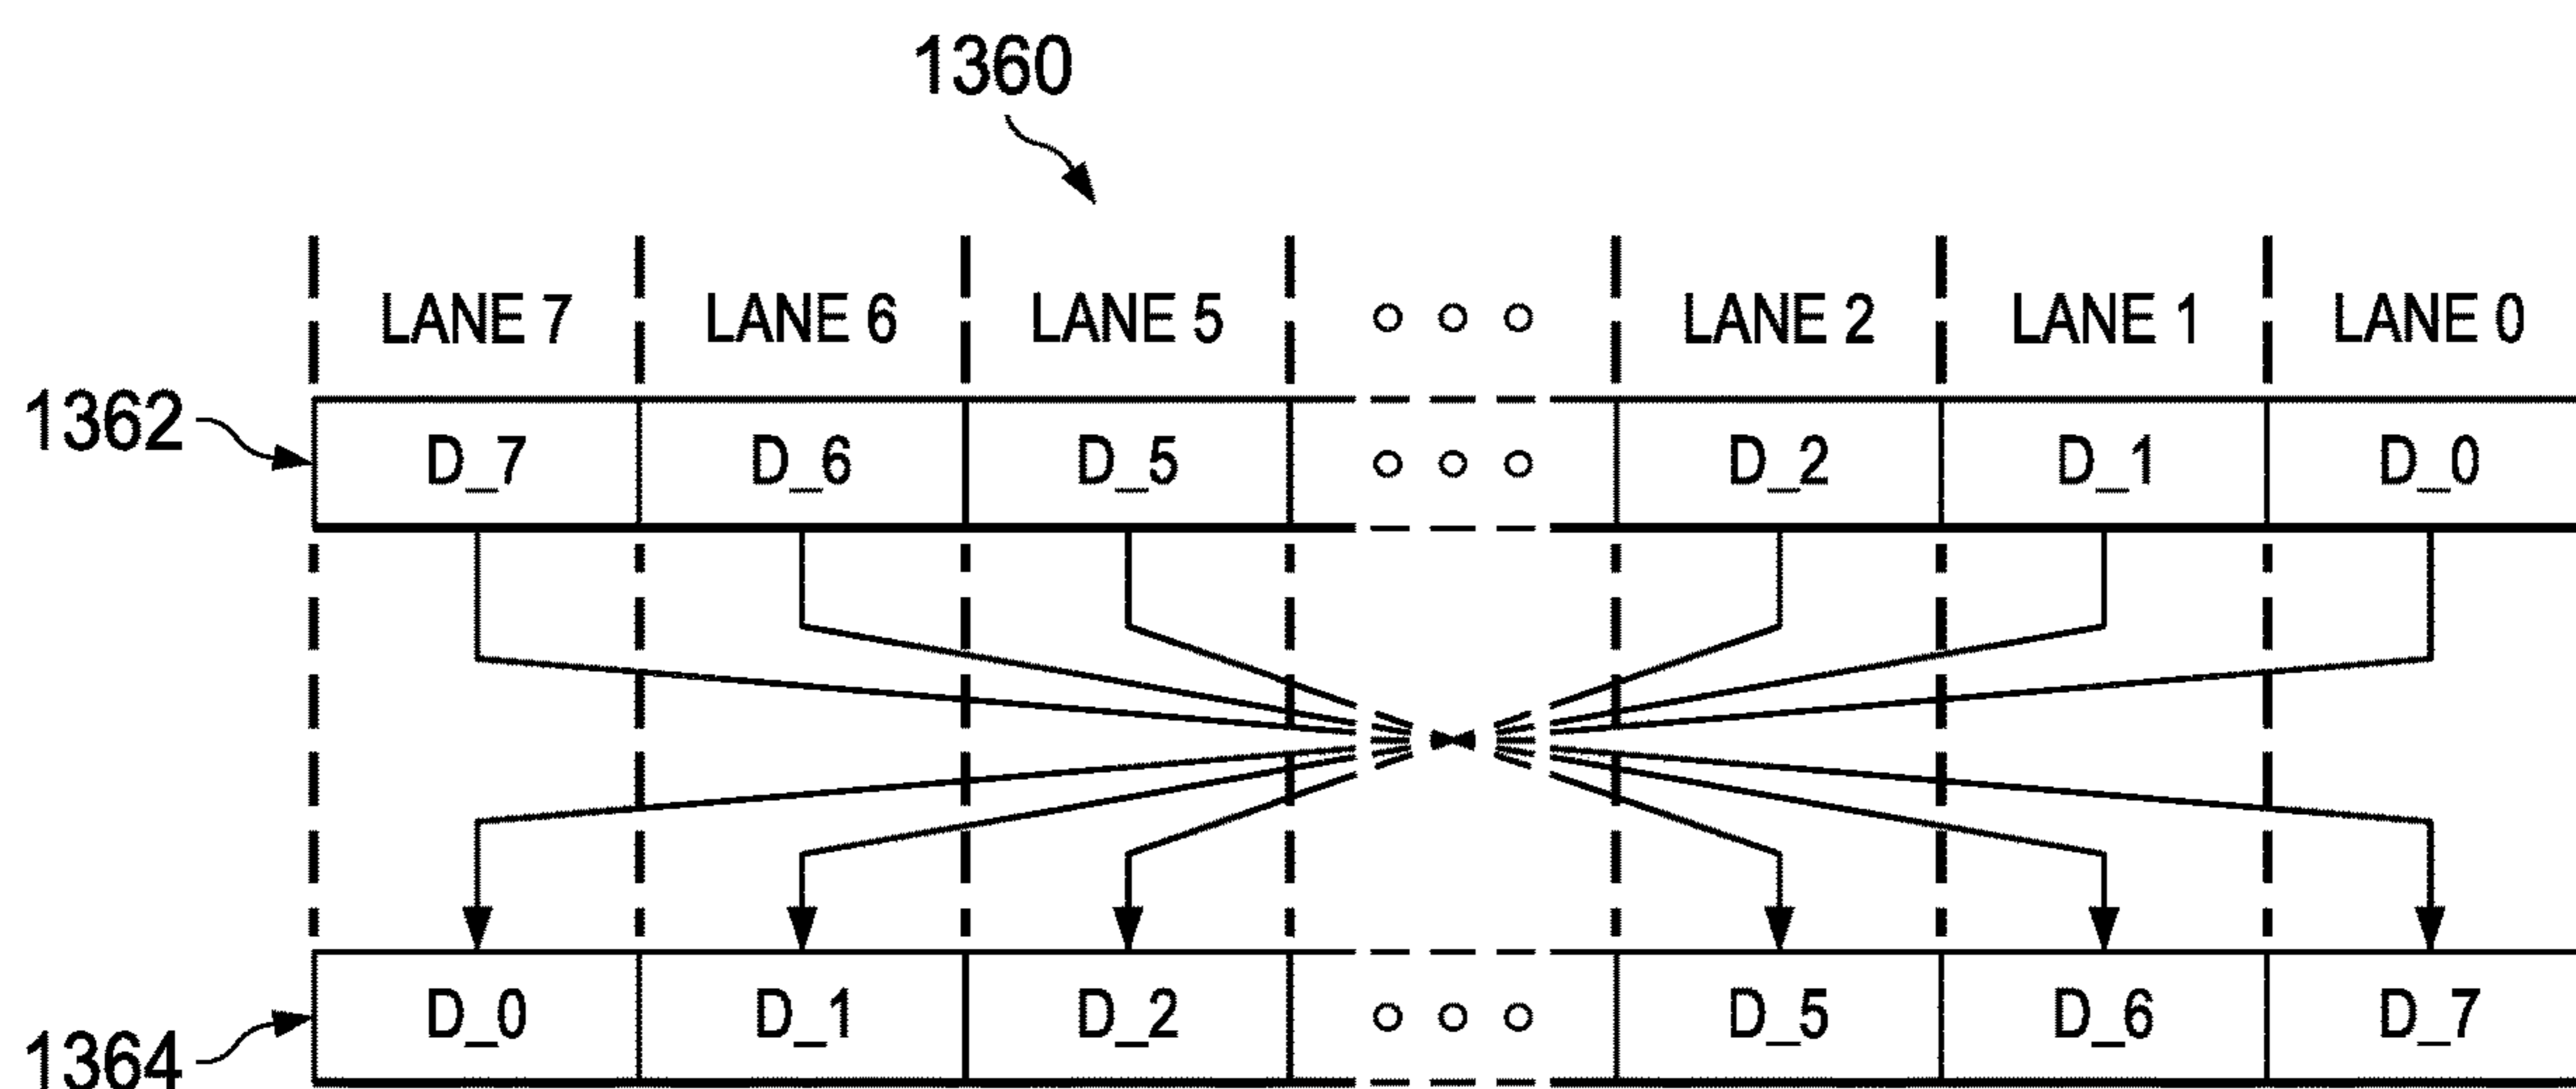 1360
LANE 7 LANE 6 LANE 5 LANE 2 LANE 1 LANE 0
1362
D_7 D_6 D_5 D_2 D_1 D_0
D_0 D_1 D_2 D_5 D_6 D_7
1364